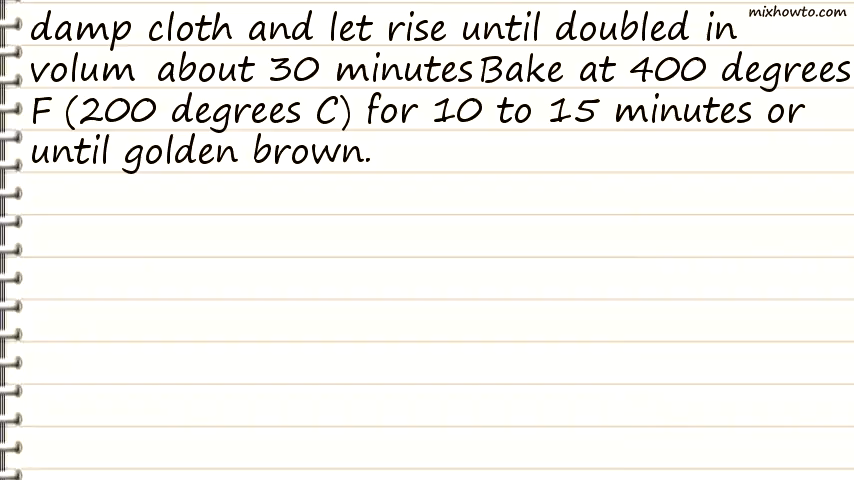 mixhowto.com
damp cloth and let rise until doubled in
volum about 30 minutesBake at 400 degrees
F (200 degrees C) for 10 to 15 minutes or
until golden brown.